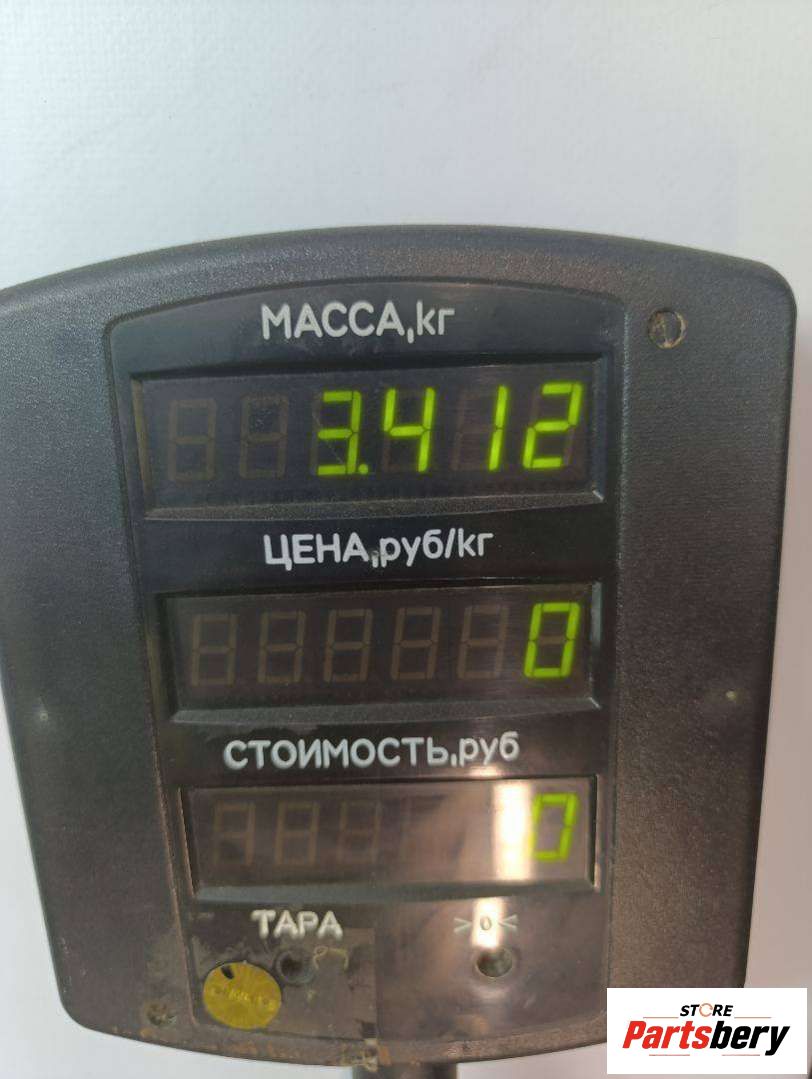 МАССА,кг
3.412
ЦЕНА,руб/кг
0
СТОИМОСТЬ,руб
0
ТАРА >0<
STORE
Partsbery